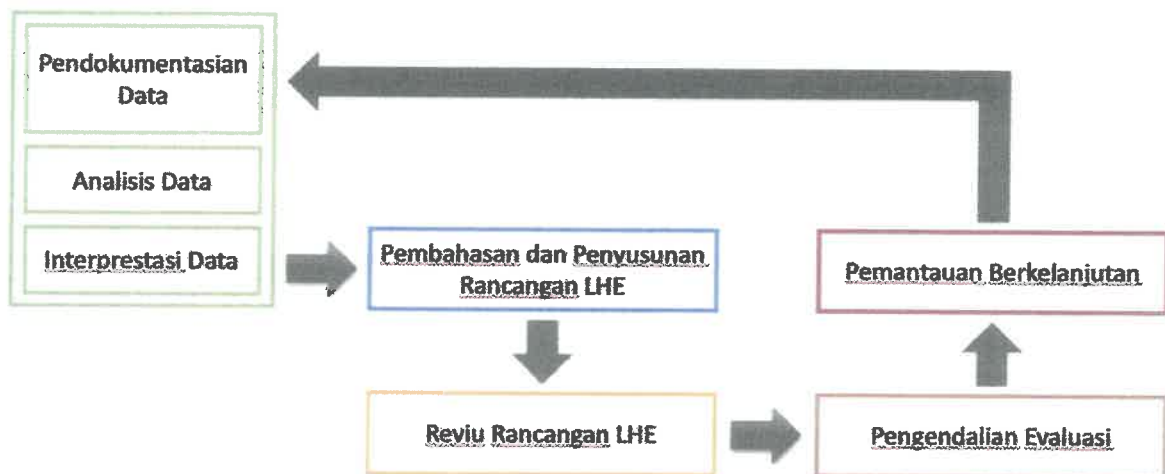 Pendokumentasian
Data
Analisis Data
Interprestasi Data
Pembahasan dan Penyusunan
Rancangan LHE
Reviu Rancangan LHE
Pengendalian Evaluasi
Pemantauan Berkelanjutan